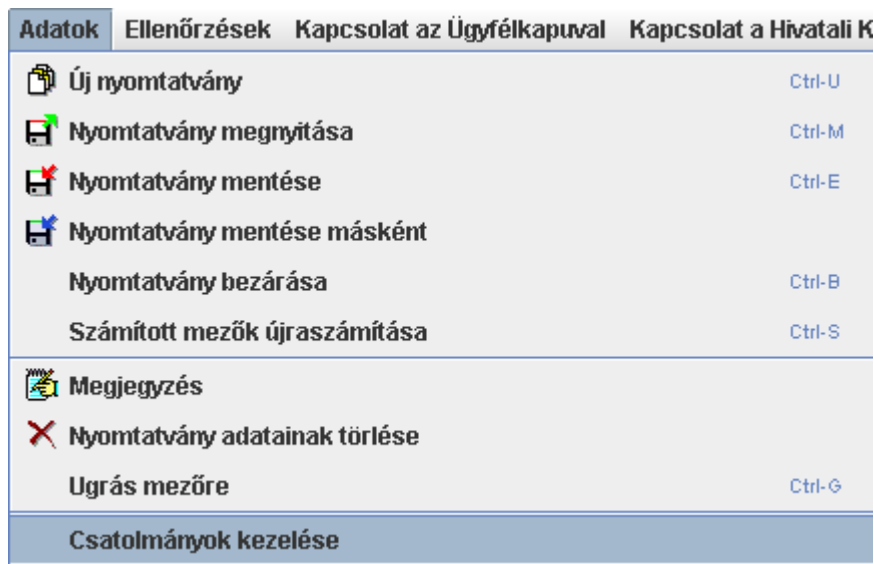 Adatok Ellenőrzések Kapcsolat az Ügyfélkapuval Kapcsolat a Hivatali K
Új nyomtatvány Ctrl-U
Nyomtatvány megnyitása Ctrl-M
Nyomtatvány mentése Ctrl-E
Nyomtatvány mentése másként
Nyomtatvány bezárása Ctrl-B
Számított mezők újraszámítása Ctrl-S
Megjegyzés
Nyomtatvány adatainak törlése
Ugrás mezőre Ctrl-G
Csatolmányok kezelése